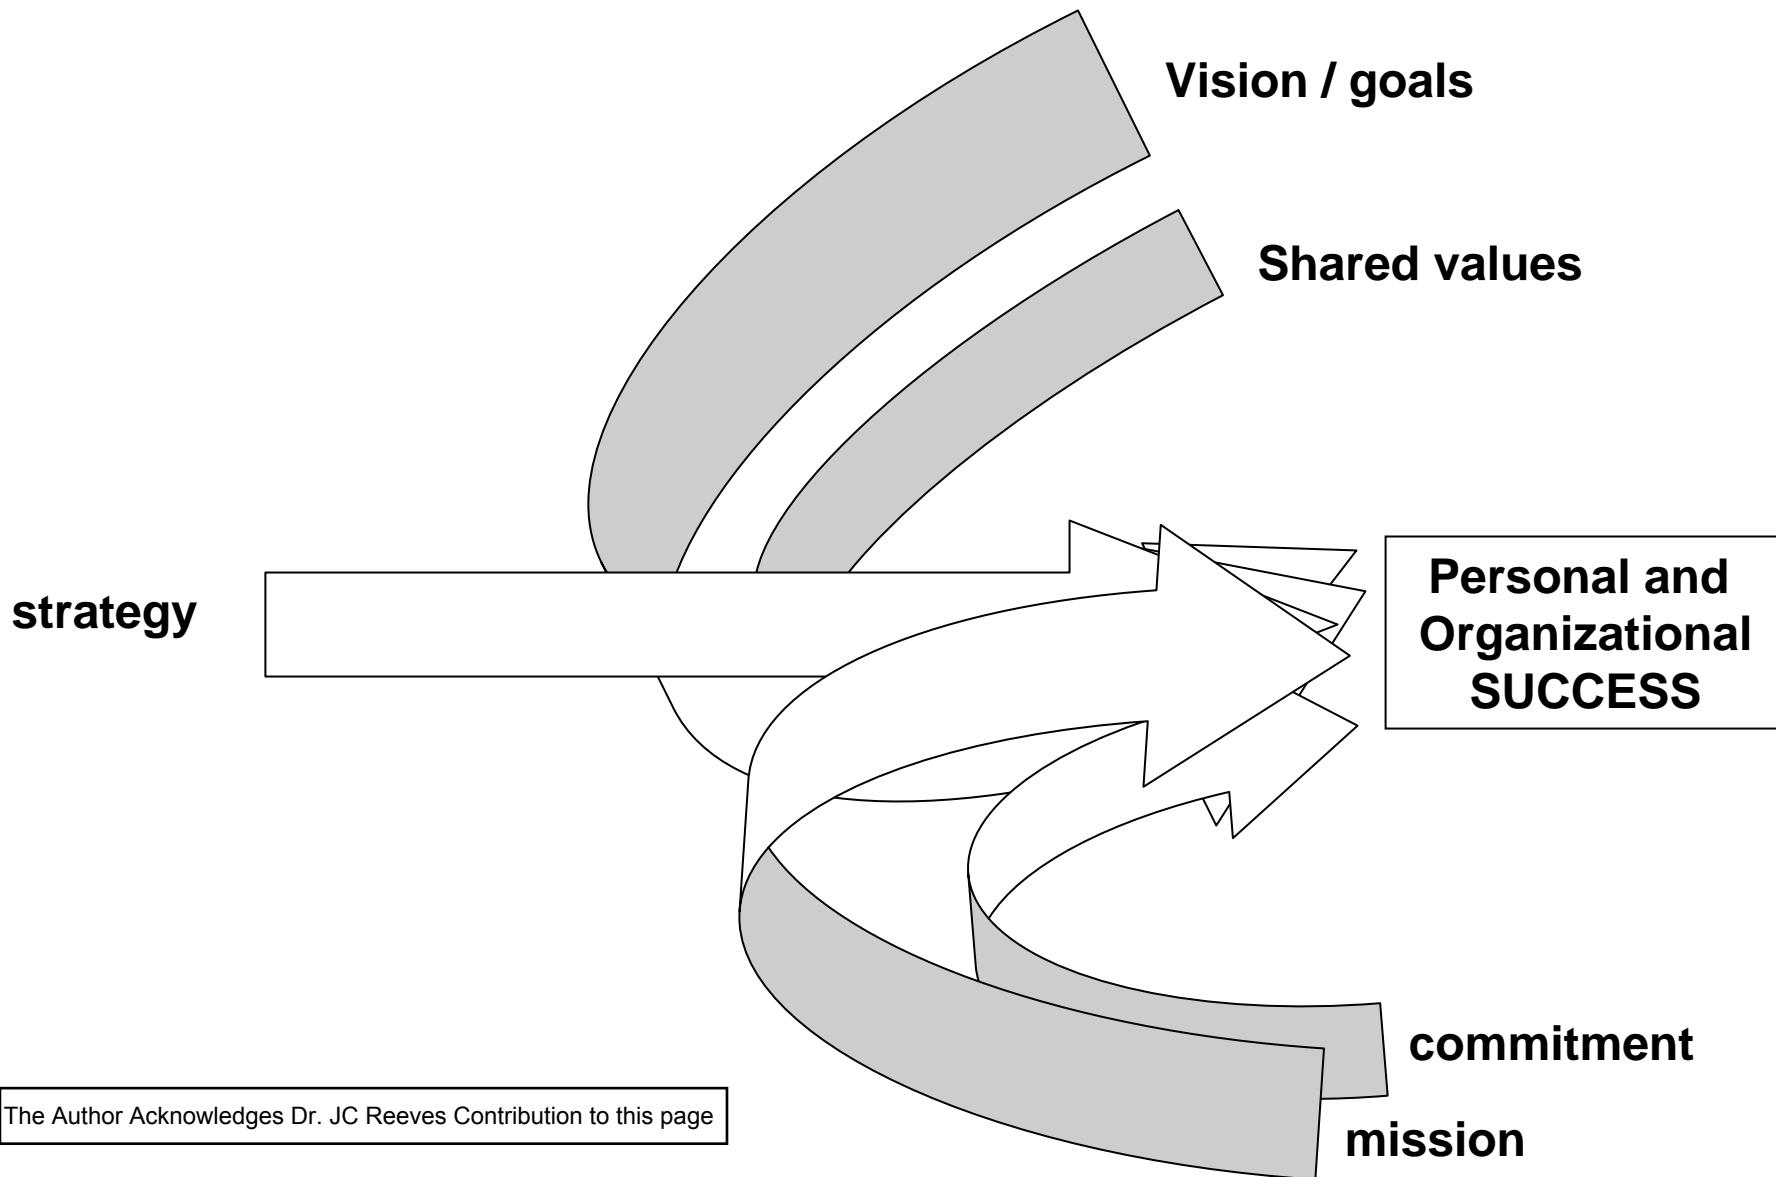 Vision / goals
Shared values
strategy
Personal and
Organizational
SUCCESS
commitment
The Author Acknowledges Dr. JC Reeves Contribution to this page
mission